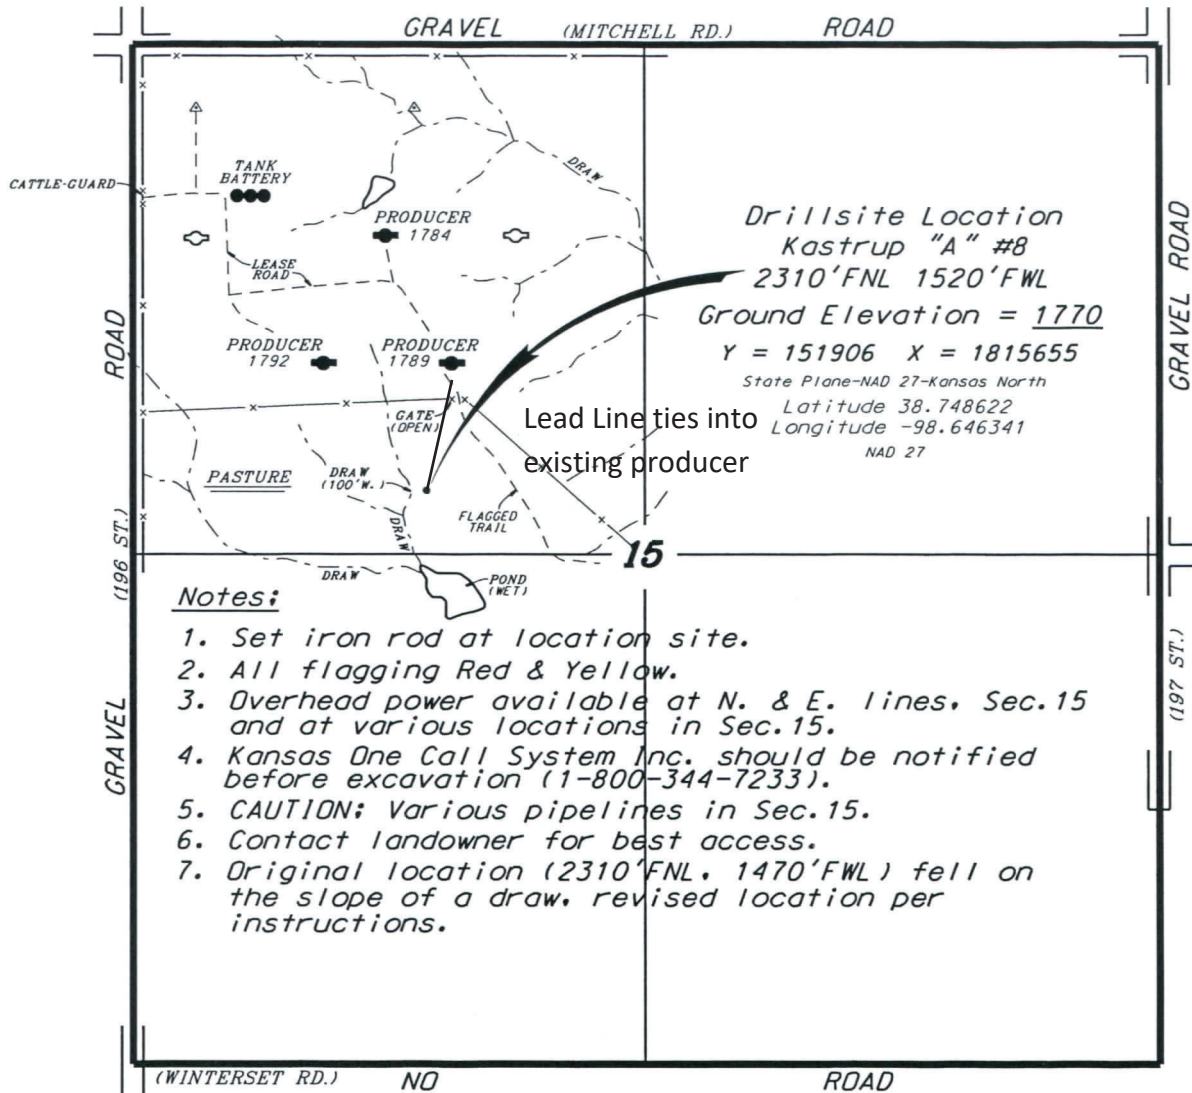 GRAVEL (MITCHELL RD.) ROAD
DRAW
TANK
BATTERY
CATTLE-GUARD
PRODUCER
1784
LEASE
ROAD
PRODUCER
1792
PRODUCER
1789
GATE
(OPEN)
PASTURE
DRAW
(100'W.)
DRAW
FLAGGED
TRAIL
DRAW
POND
(WET)
15
Drillsite Location
Kastrup "A" #8
2310'FNL 1520'FWL
Ground Elevation = 1770
Y = 151906 X = 1815655
State Plane-NAD 27-Kansas North
Latitude 38.748622
Longitude -98.646341
NAD 27
Lead Line ties into
existing producer
GRAVEL (196 ST.) ROAD
GRAVEL ROAD
(197 ST.)
Notes:
1. Set iron rod at location site.
2. All flagging Red & Yellow.
3. Overhead power available at N. & E. lines, Sec.15
and at various locations in Sec.15.
4. Kansas One Call System Inc. should be notified
before excavation (1-800-344-7233).
5. CAUTION: Various pipelines in Sec.15.
6. Contact landowner for best access.
7. Original location (2310'FNL, 1470'FWL) fell on
the slope of a draw, revised location per
instructions.
(WINTERSET RD.) NO ROAD